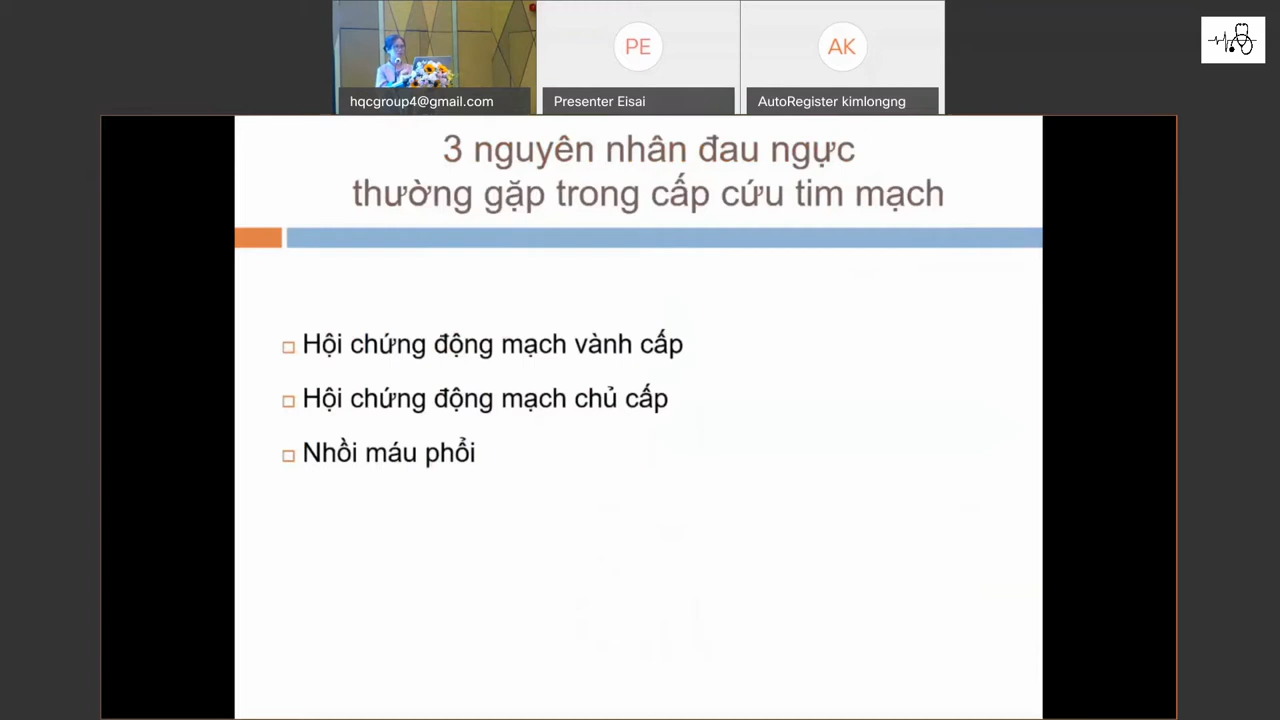 hqcgroup4@gmail.com
PE
Presenter Eisai
AK
AutoRegister kimlongng
3 nguyên nhân đau ngực
thường gặp trong cấp cứu tim mạch
Hội chứng động mạch vành cấp
Hội chứng động mạch chủ cấp
Nhồi máu phổi